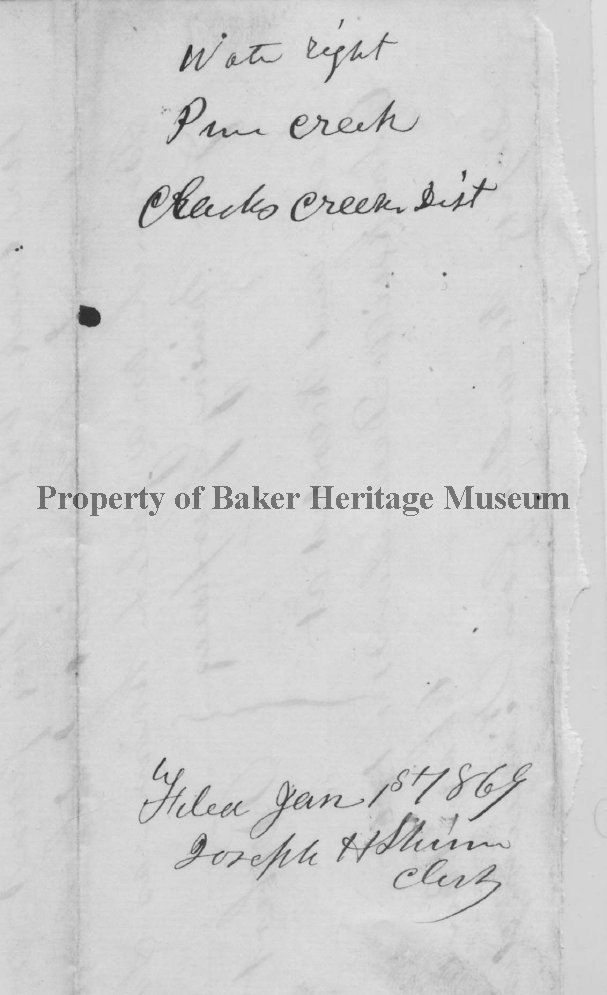 Water right
Pine creek
Clarks creek Dist
Property of Baker Heritage Museum
Filed Jan 1st 1869
Joseph H Shinn
Clerk